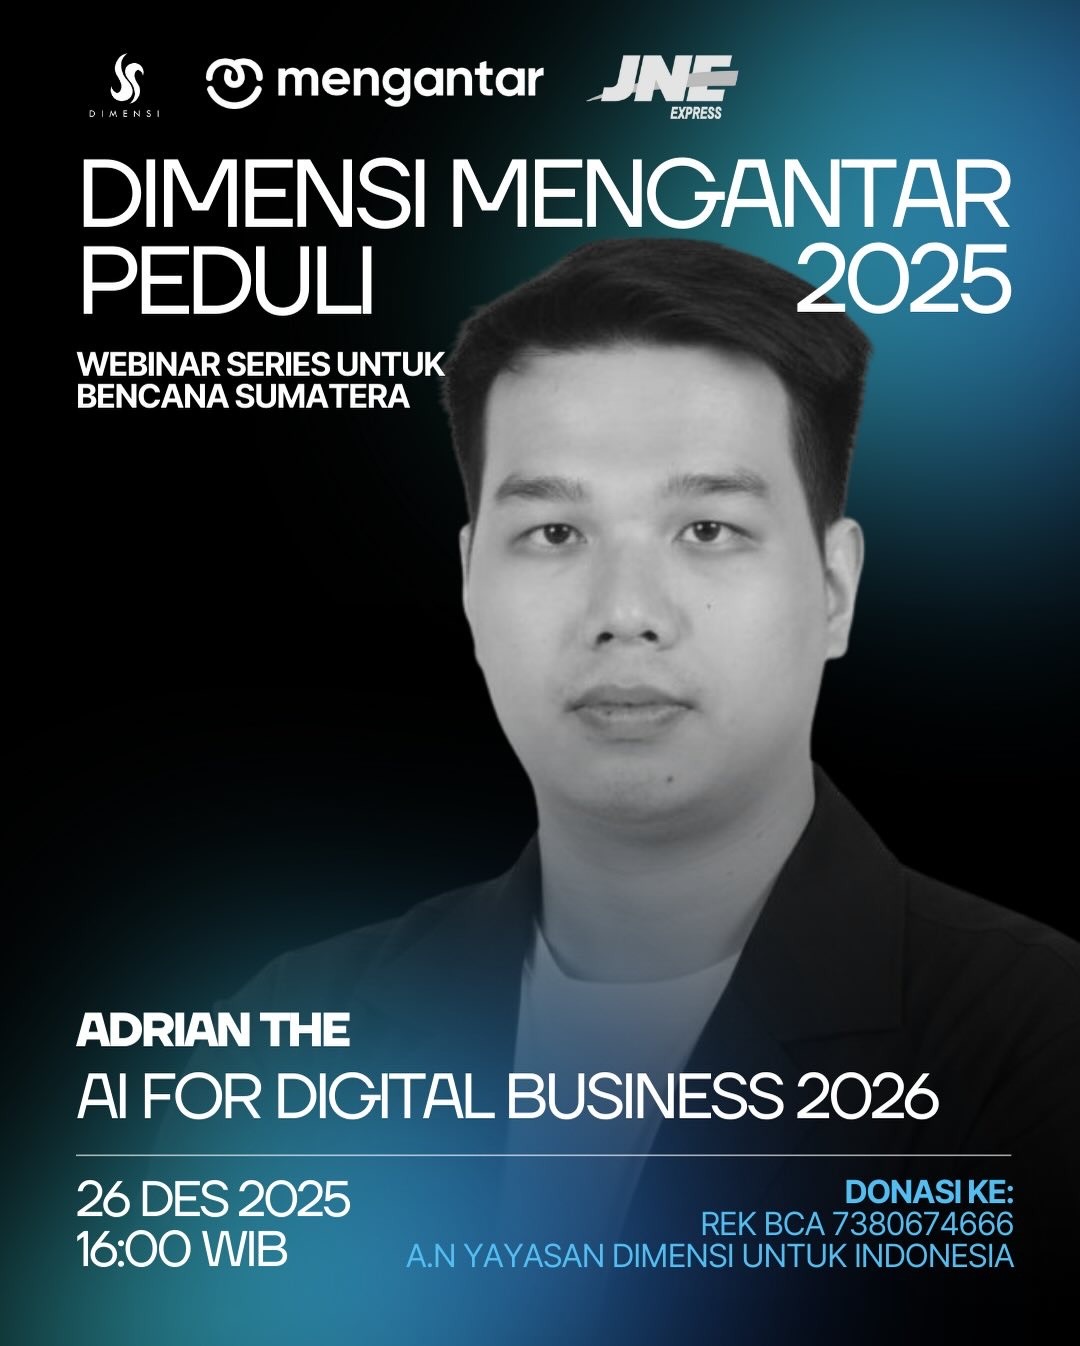 DIMENSI
mengantar
JNE
EXPRESS
DIMENSI MENGANTAR
PEDULI 2025
WEBINAR SERIES UNTUK
BENCANA SUMATERA
ADRIAN THE
AI FOR DIGITAL BUSINESS 2026
26 DES 2025
16:00 WIB
DONASI KE:
REK BCA 7380674666
A.N YAYASAN DIMENSI UNTUK INDONESIA